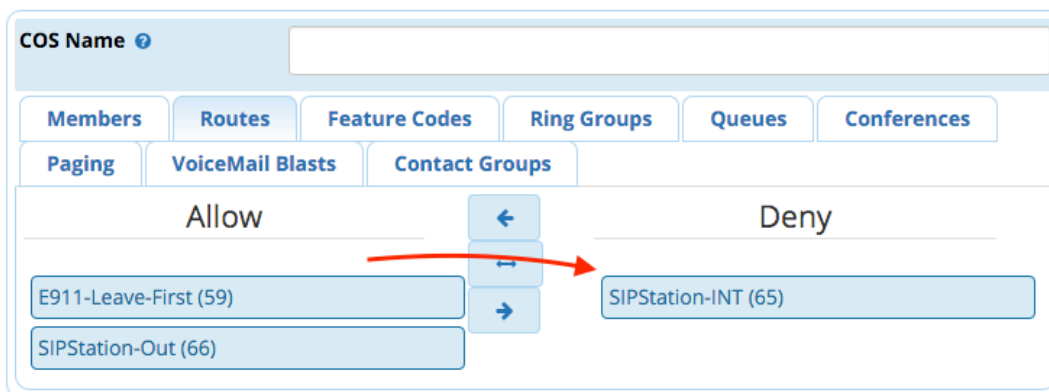 COS Name
Members Routes Feature Codes Ring Groups Queues Conferences
Paging VoiceMail Blasts Contact Groups
Allow Deny
E911-Leave-First (59) SIPStation-INT (65)
SIPStation-Out (66)